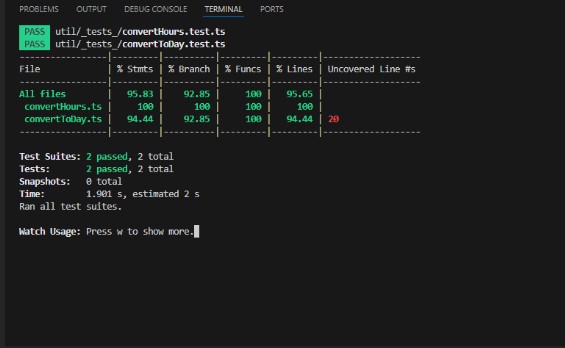 PROBLEMS OUTPUT DEBUG CONSOLE TERMINAL PORTS
PASS util/_tests_/convertHours.test.ts
PASS util/_tests_/convertToDay.test.ts
-----------------|---------|----------|---------|---------|-------------------
File | % Stmts | % Branch | % Funcs | % Lines | Uncovered Line #s
-----------------|---------|----------|---------|---------|-------------------
All files | 95.83 | 92.85 | 100 | 95.65 |
convertHours.ts | 100 | 100 | 100 | 100 |
convertToDay.ts | 94.44 | 92.85 | 100 | 94.44 | 20
-----------------|---------|----------|---------|---------|-------------------
Test Suites: 2 passed, 2 total
Tests: 2 passed, 2 total
Snapshots: 0 total
Time: 1.901 s, estimated 2 s
Ran all test suites.
Watch Usage: Press w to show more.